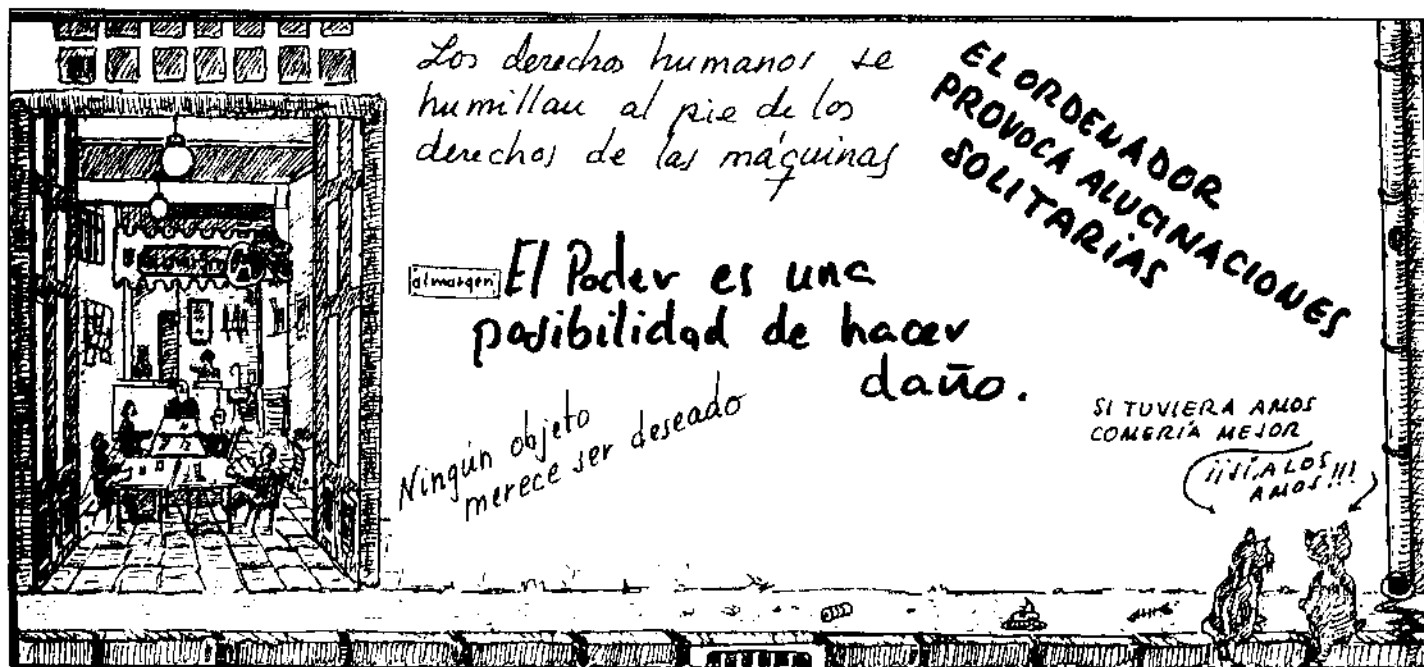 Los derechos humanos se
humillan al pie de los
derechos de las máquinas
EL ORDENADOR
PROVOCA ALUCINACIONES
SOLITARIAS
almargen
El Poder es una
posibilidad de hacer
daño.
Ningún objeto
merece ser deseado
SI TUVIERA AMOS
COMERÍA MEJOR
¡¡¡SÍ, A LOS
AMOS!!!